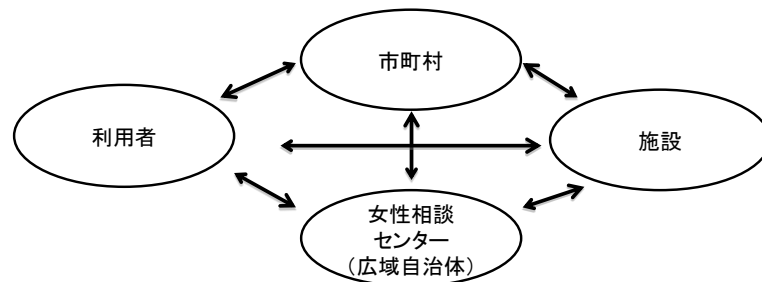 市町村
利用者
施設
女性相談
センター
（広域自治体）